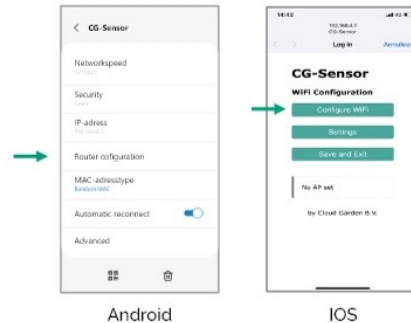 < CG-Sensor
Networkspeed
Security
IP-adress
Router cofiguration
MAC-adresstype
Random MAC
Automatic reconnect
Advanced
Android
14:12
192.168.4.1
CG-Sensor
Log in
Annuleer
CG-Sensor
WiFi Configuration
Configure WiFi
Settings
Save and Exit
No AP set
by Cloud Garden B.V.
IOS